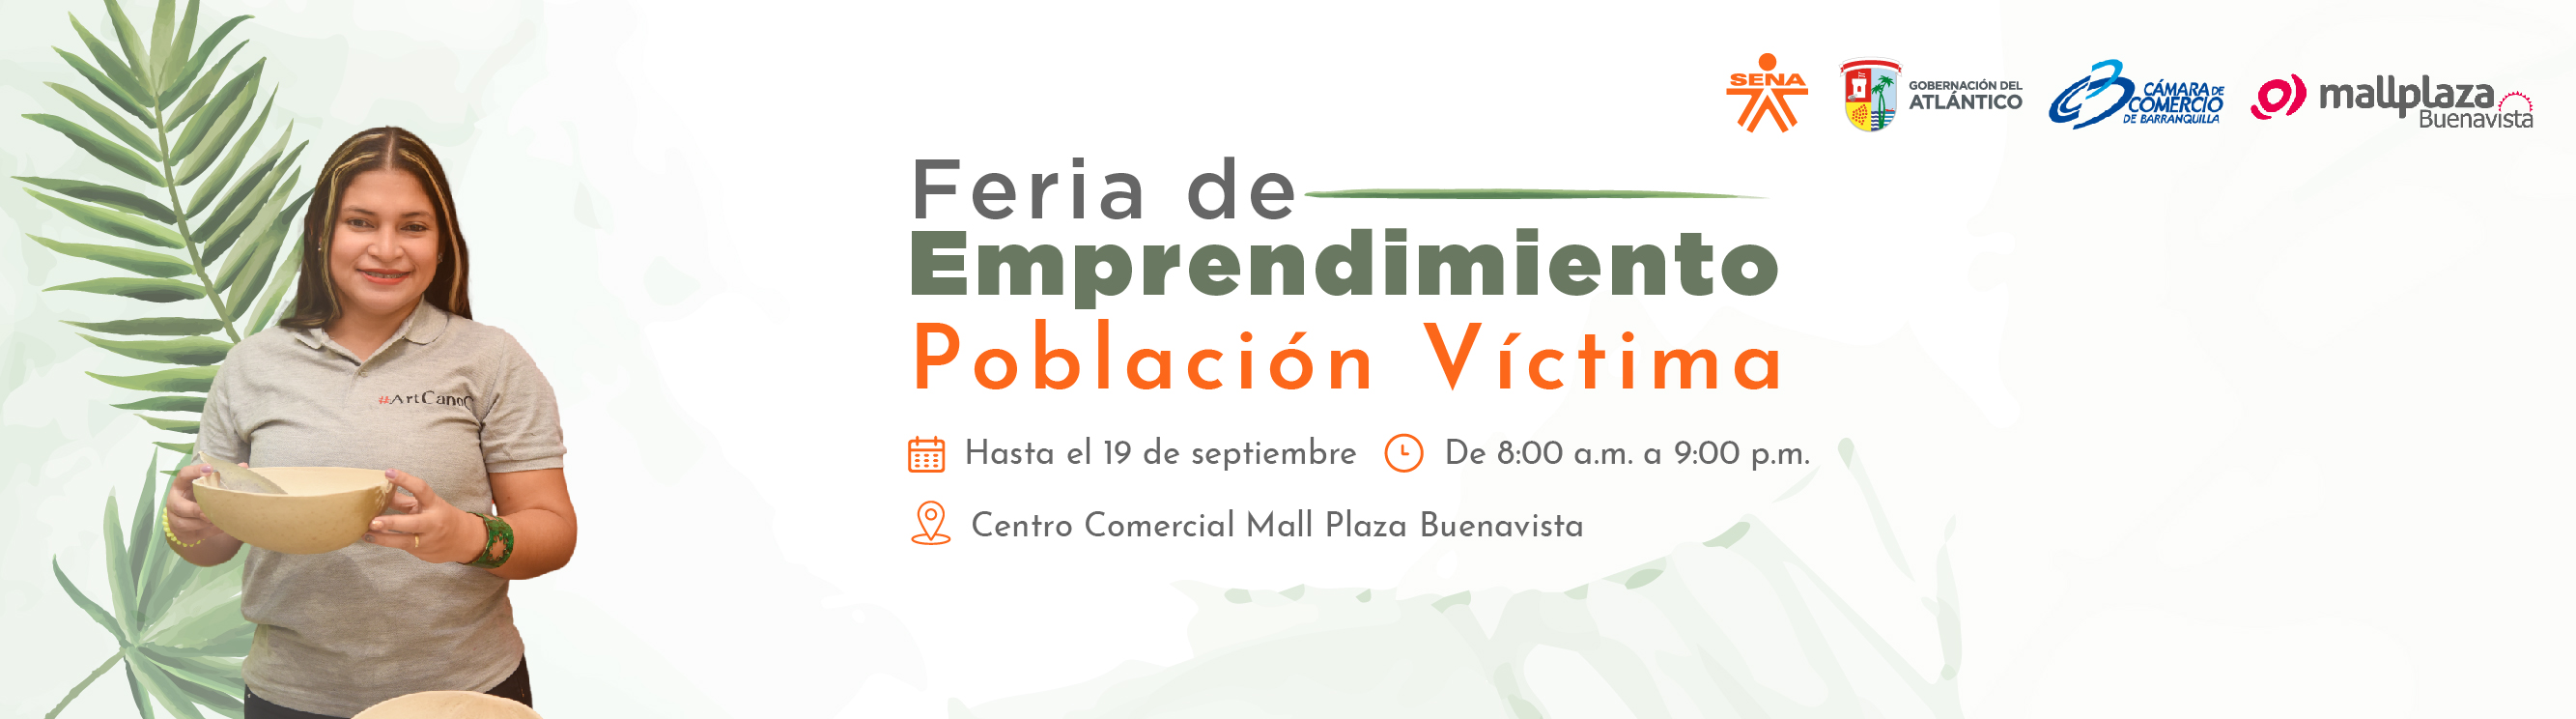 SENA
GOBERNACIÓN DEL
ATLÁNTICO
CÁMARA DE
COMERCIO
DE BARRANQUILLA
mallplaza
Buenavista
Feria de
Emprendimiento
Población Víctima
Hasta el 19 de septiembre
De 8:00 a.m. a 9:00 p.m.
Centro Comercial Mall Plaza Buenavista
#ArtCanoC